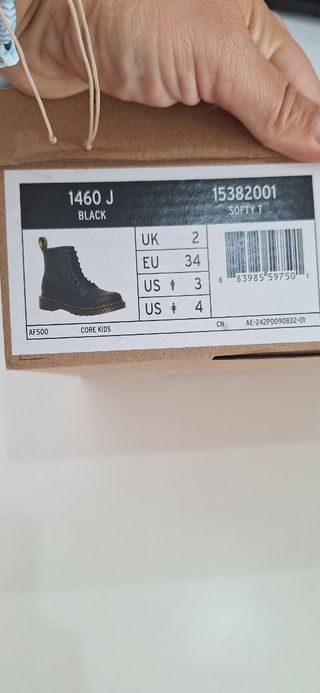 1460 J
BLACK
15382001
SOFTY T
UK 2
EU 34
US 3
US 4
8 83985 59750 1
AF500 CORE KIDS CN AE-242P0090832-01